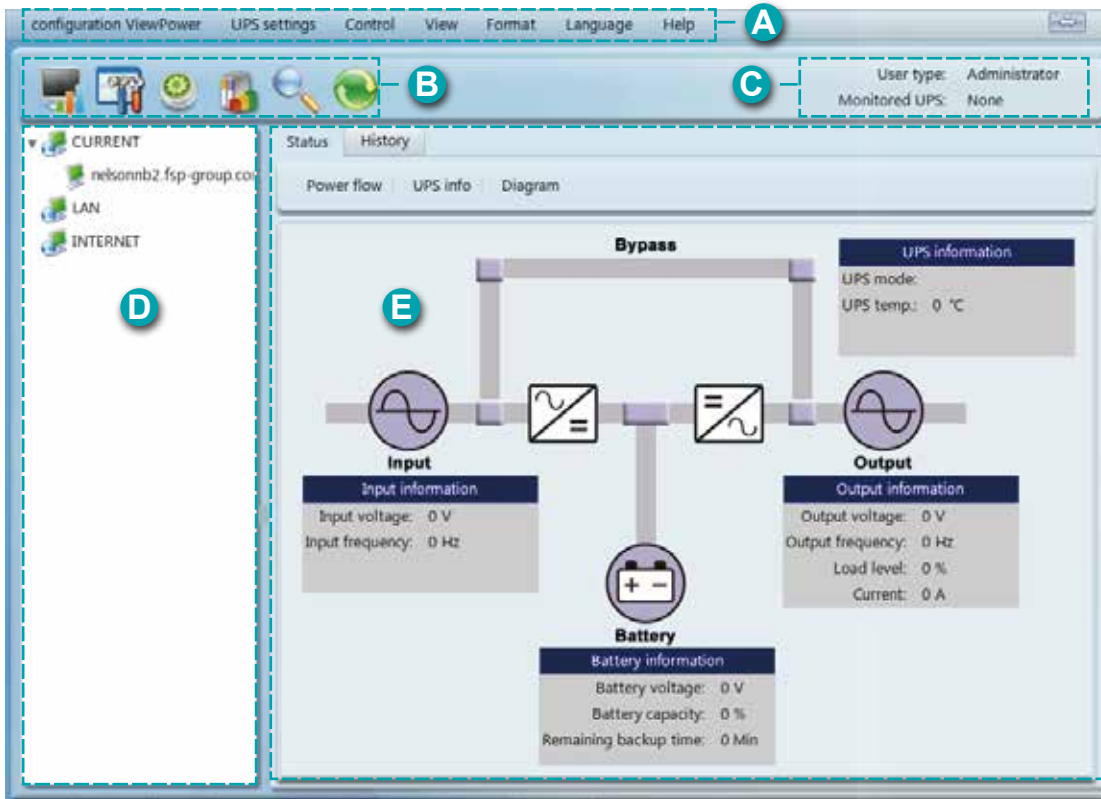 configuration ViewPower UPS settings Control View Format Language Help A
B
C
User type: Administrator
Monitored UPS: None
CURRENT
nelsonnb2.fsp-group.co
LAN
INTERNET
D
Status History
Power flow UPS info Diagram
E
Bypass
UPS information
UPS mode:
UPS temp.: 0 °C
Input
Input information
Input voltage: 0 V
Input frequency: 0 Hz
Output
Output information
Output voltage: 0 V
Output frequency: 0 Hz
Load level: 0 %
Current: 0 A
Battery
Battery information
Battery voltage: 0 V
Battery capacity: 0 %
Remaining backup time: 0 Min